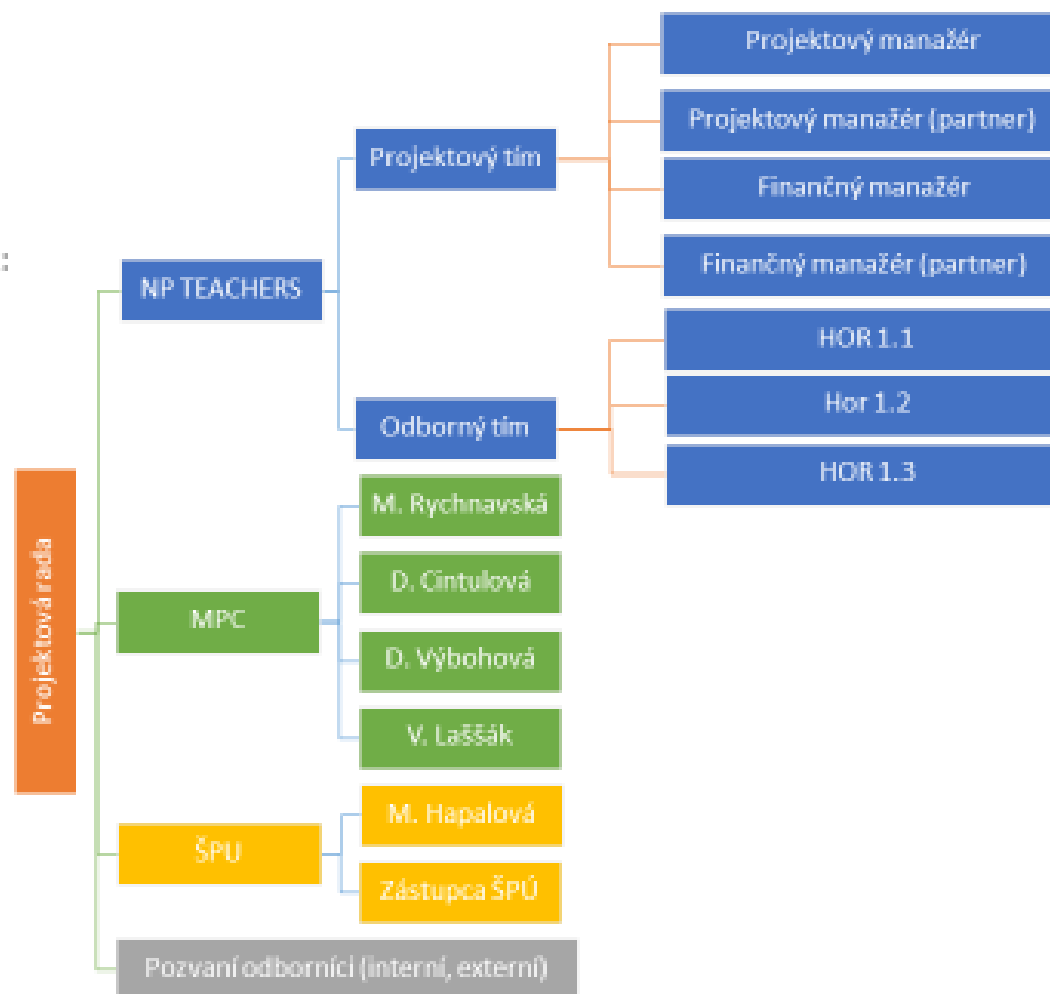 Projektová rada
NP TEACHERS
Projektový tím
Projektový manažér
Projektový manažér (partner)
Finančný manažér
Finančný manažér (partner)
Odborný tím
HOR 1.1
Hor 1.2
HOR 1.3
MPC
M. Rychnavská
D. Cintulová
D. Výbohová
V. Laššák
ŠPU
M. Hapalová
Zástupca ŠPÚ
Pozvaní odborníci (interní, externí)